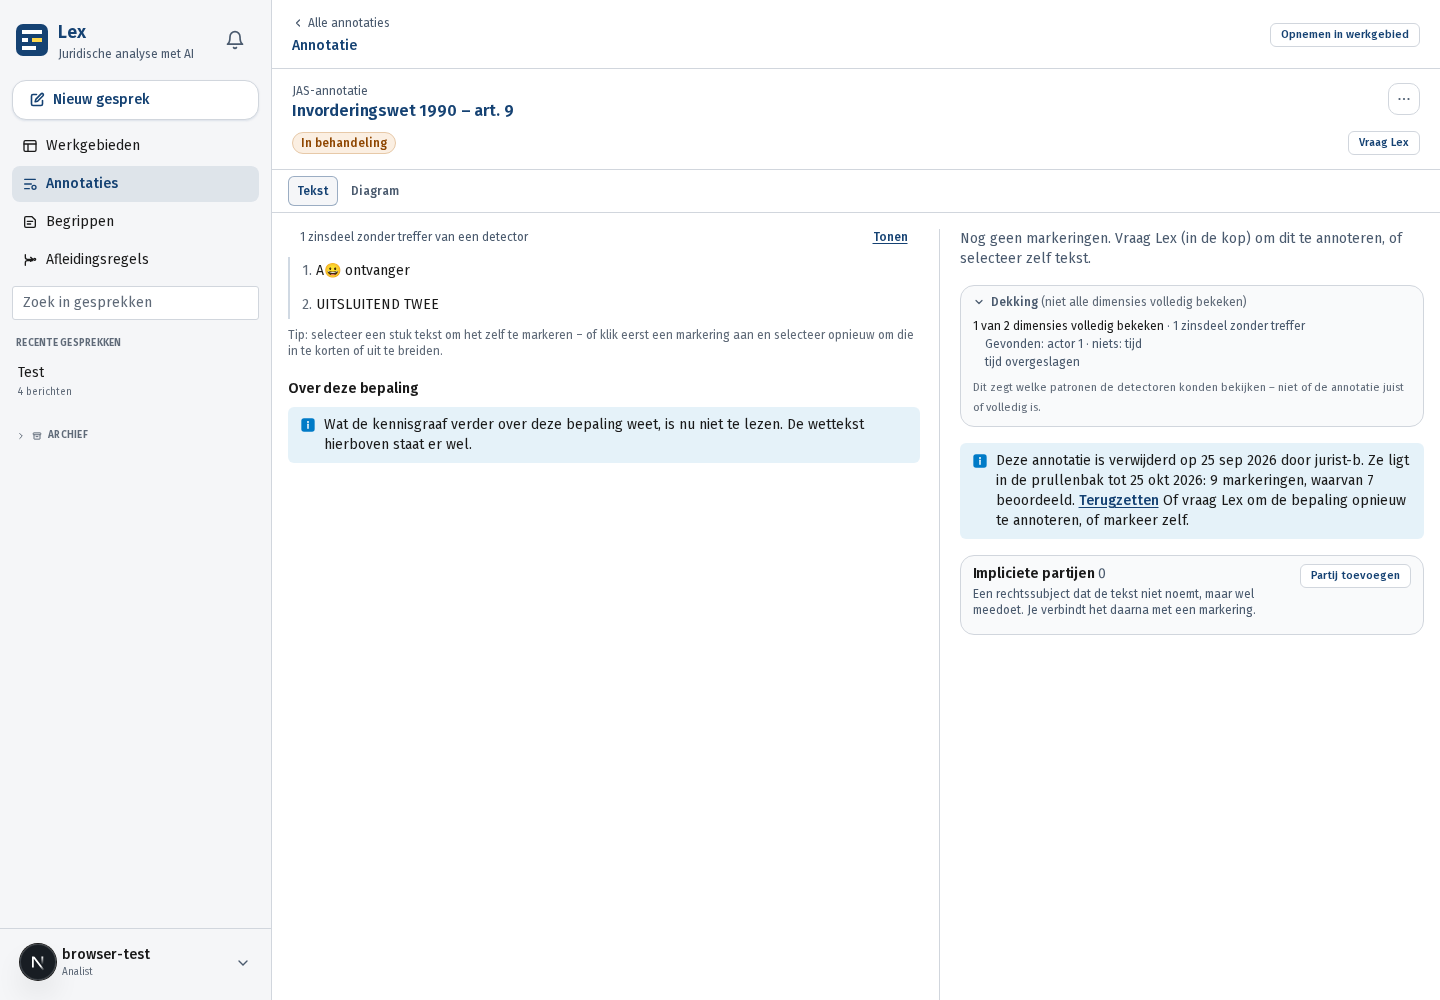 Lex
Juridische analyse met AI
Nieuw gesprek
Werkgebieden
Annotaties
Begrippen
Afleidingsregels
Zoek in gesprekken
RECENTE GESPREKKEN
Test
4 berichten
ARCHIEF
browser-test
Analist
Alle annotaties
Annotatie
Opnemen in werkgebied
JAS-annotatie
Invorderingswet 1990 – art. 9
In behandeling
Vraag Lex
Tekst
Diagram
1 zinsdeel zonder treffer van een detector
Tonen
1. A😀 ontvanger
2. UITSLUITEND TWEE
Tip: selecteer een stuk tekst om het zelf te markeren – of klik eerst een markering aan en selecteer opnieuw om die
in te korten of uit te breiden.
Over deze bepaling
Wat de kennisgraaf verder over deze bepaling weet, is nu niet te lezen. De wettekst
hierboven staat er wel.
Nog geen markeringen. Vraag Lex (in de kop) om dit te annoteren, of
selecteer zelf tekst.
Dekking (niet alle dimensies volledig bekeken)
1 van 2 dimensies volledig bekeken · 1 zinsdeel zonder treffer
Gevonden: actor 1 · niets: tijd
tijd overgeslagen
Dit zegt welke patronen de detectoren konden bekijken – niet of de annotatie juist
of volledig is.
Deze annotatie is verwijderd op 25 sep 2026 door jurist-b. Ze ligt
in de prullenbak tot 25 okt 2026: 9 markeringen, waarvan 7
beoordeeld. Terugzetten Of vraag Lex om de bepaling opnieuw
te annoteren, of markeer zelf.
Impliciete partijen 0
Partij toevoegen
Een rechtssubject dat de tekst niet noemt, maar wel
meedoet. Je verbindt het daarna met een markering.